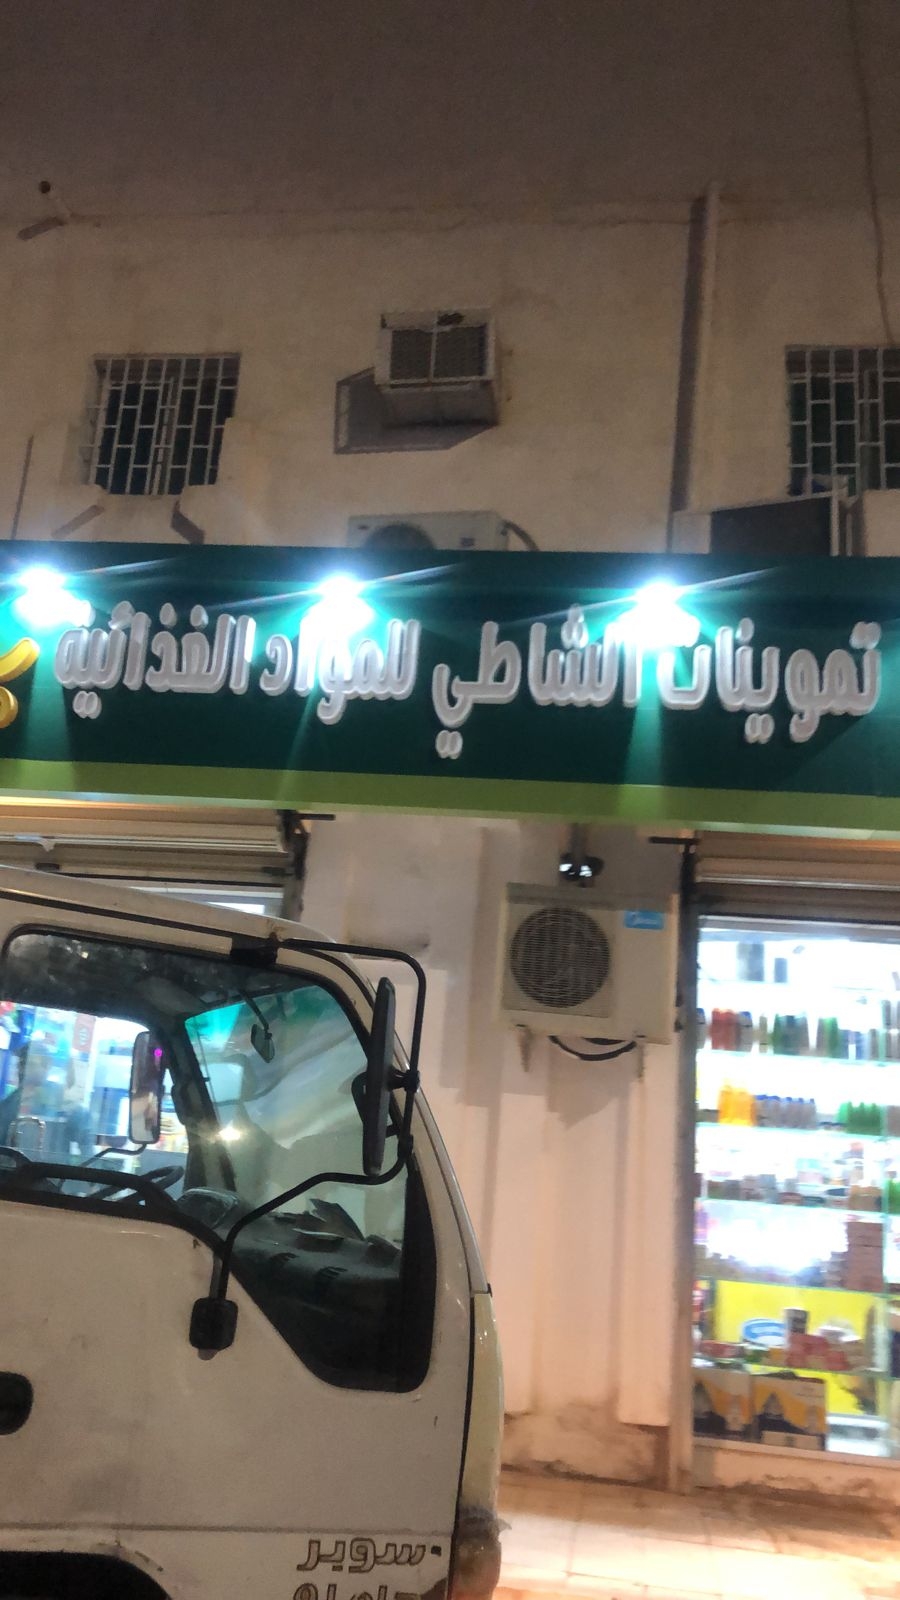 تموينات الشاطي للمواد الغذائية
سوبر